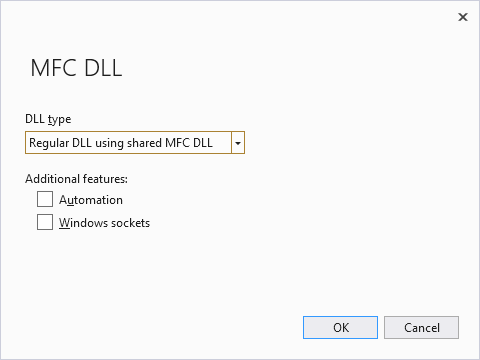 MFC DLL
DLL type
Regular DLL using shared MFC DLL
Additional features:
Automation
Windows sockets
OK
Cancel